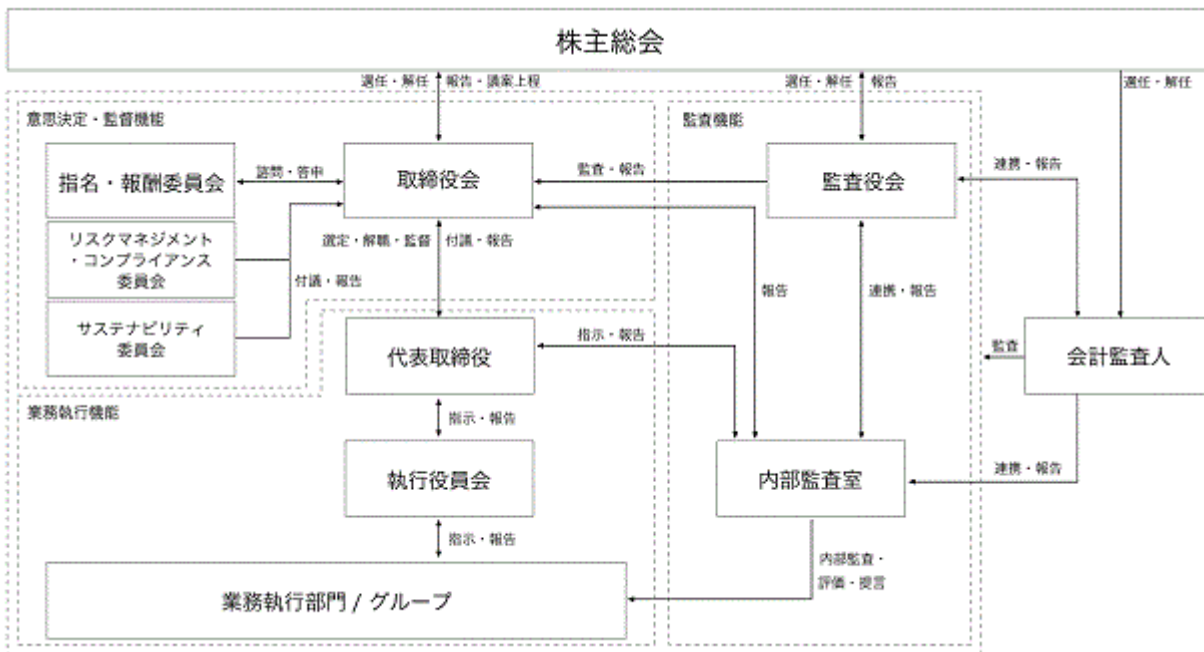 株主総会
選任・解任
報告・議案上程
選任・解任
報告
選任・解任
意思決定・監督機能
監査機能
指名・報酬委員会
諮問・答申
取締役会
監査・報告
監査役会
連携・報告
リスクマネジメント
・コンプライアンス
委員会
選定・解職・監督
付議・報告
付議・報告
報告
連携・報告
サステナビリティ
委員会
代表取締役
指示・報告
監査
会計監査人
業務執行機能
指示・報告
執行役員会
内部監査室
連携・報告
指示・報告
内部監査・
評価・提言
業務執行部門 / グループ